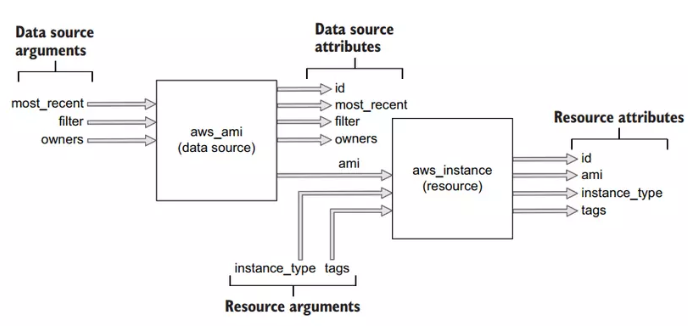 Data source
arguments
Data source
attributes
most_recent
filter
owners
aws_ami
(data source)
id
most_recent
filter
owners
ami
aws_instance
(resource)
Resource attributes
id
ami
instance_type
tags
instance_type tags
Resource arguments